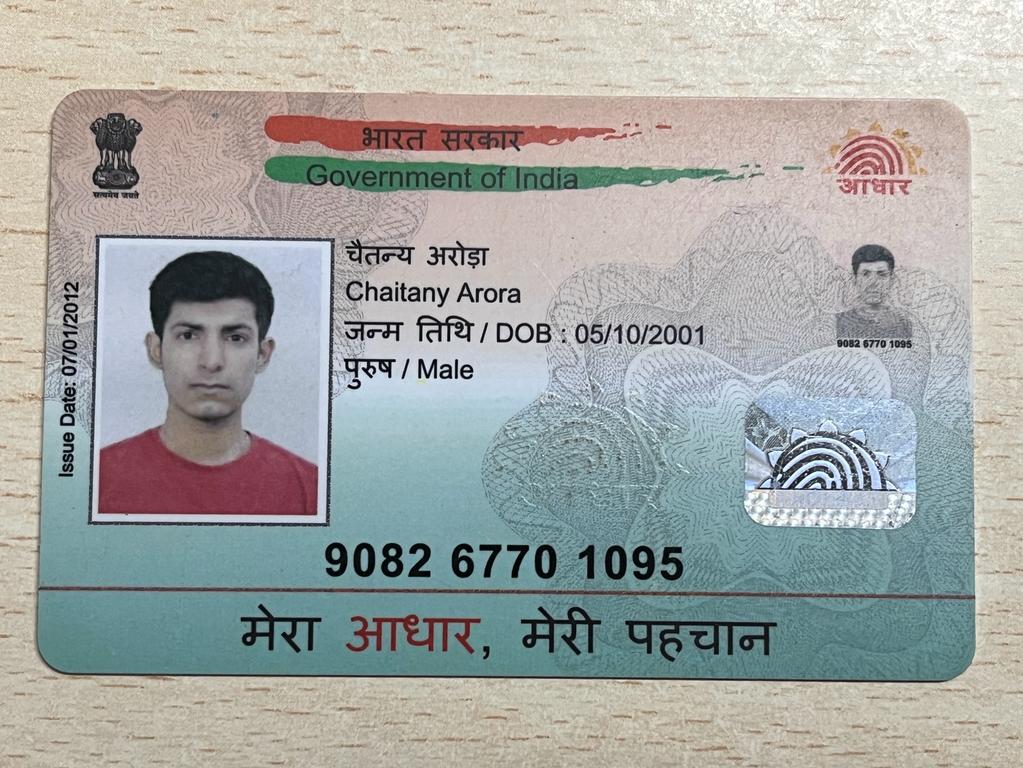 भारत सरकार
Government of India
सत्यमेव जयते
आधार
Issue Date: 07/01/2012
चैतन्य अरोड़ा
Chaitany Arora
जन्म तिथि / DOB : 05/10/2001
पुरुष / Male
9082 6770 1095
9082 6770 1095
मेरा आधार, मेरी पहचान